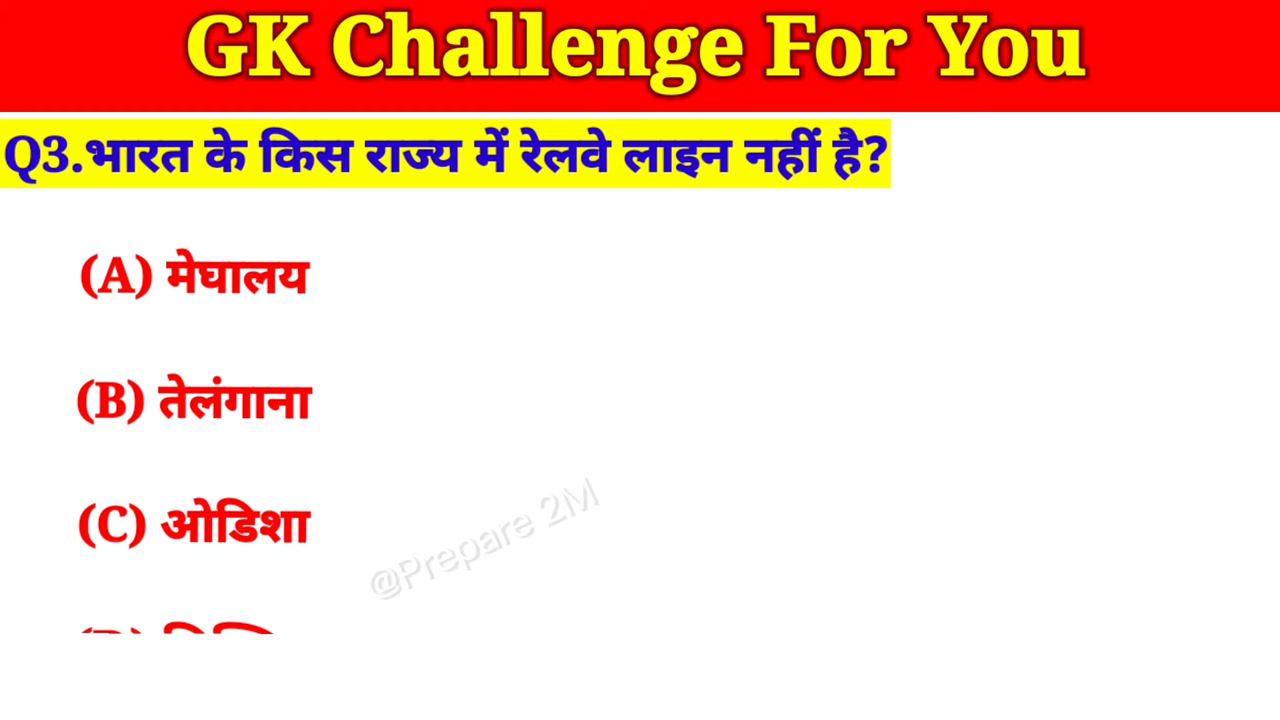 GK Challenge For You
Q3.भारत के किस राज्य में रेलवे लाइन नहीं है?
(A) मेघालय
(B) तेलंगाना
(C) ओडिशा
@Prepare 2M